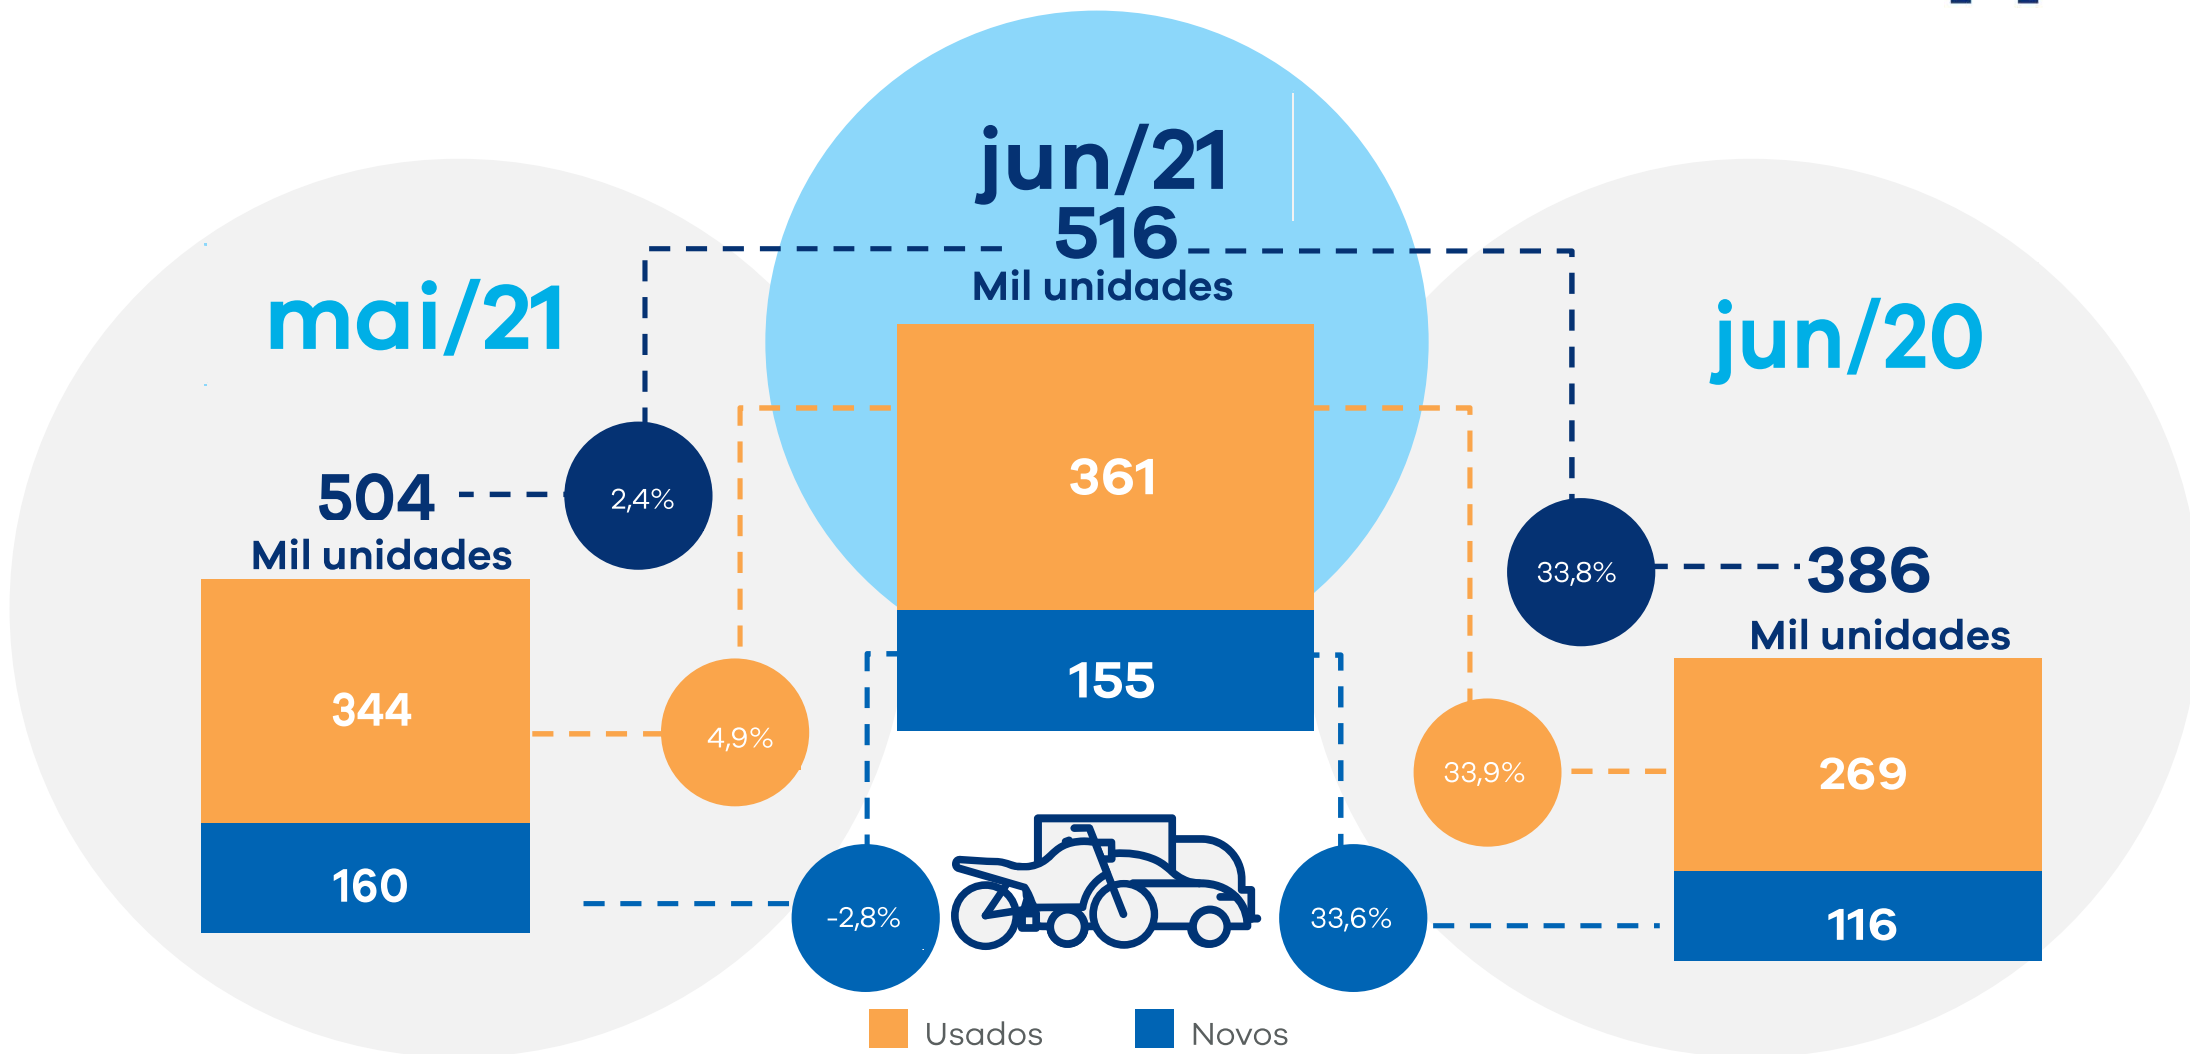 jun/21
516
Mil unidades
361
155
mai/21
504
Mil unidades
344
160
2,4%
4,9%
-2,8%
jun/20
386
Mil unidades
269
116
33,8%
33,9%
33,6%
Usados
Novos